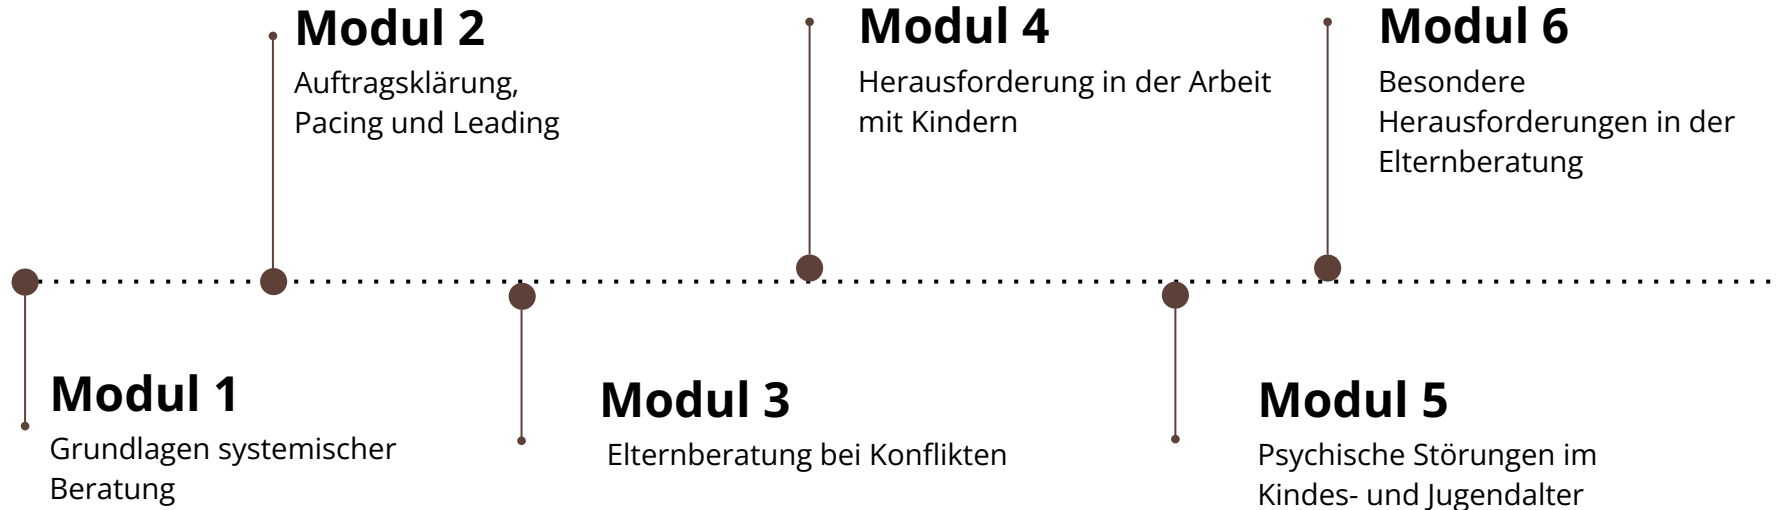 Modul 2
Auftragsklärung,
Pacing und Leading
Modul 4
Herausforderung in der Arbeit
mit Kindern
Modul 6
Besondere
Herausforderungen in der
Elternberatung
Modul 1
Grundlagen systemischer
Beratung
Modul 3
Elternberatung bei Konflikten
Modul 5
Psychische Störungen im
Kindes- und Jugendalter